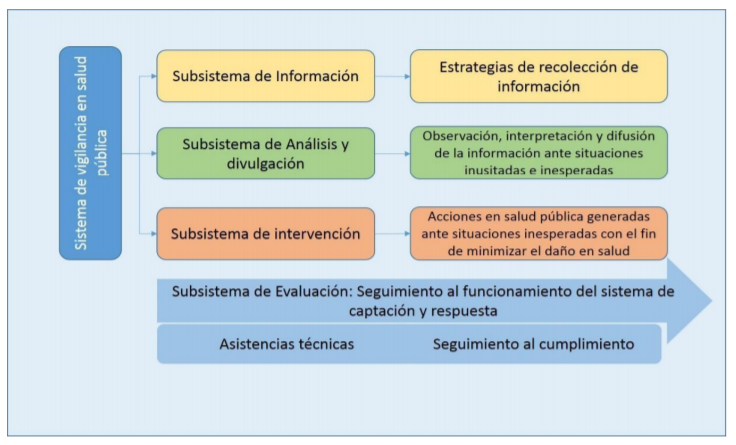 Sistema de vigilancia en salud
pública
Subsistema de Información
Estrategias de recolección de
información
Subsistema de Análisis y
divulgación
Observación, interpretación y difusión
de la información ante situaciones
inusitadas e inesperadas
Subsistema de intervención
Acciones en salud pública generadas
ante situaciones inesperadas con el fin
de minimizar el daño en salud
Subsistema de Evaluación: Seguimiento al funcionamiento del sistema de
captación y respuesta
Asistencias técnicas
Seguimiento al cumplimiento